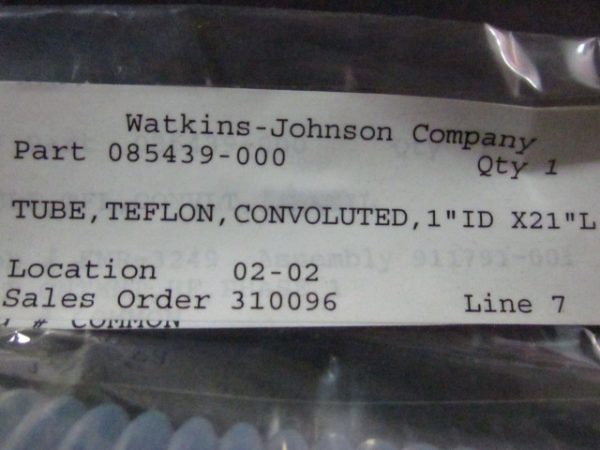 Watkins-Johnson Company
Part 085439-000 Qty 1
TUBE,TEFLON,CONVOLUTED,1"ID X21"L
Location 02-02
Sales Order 310096 Line 7
# COMMON